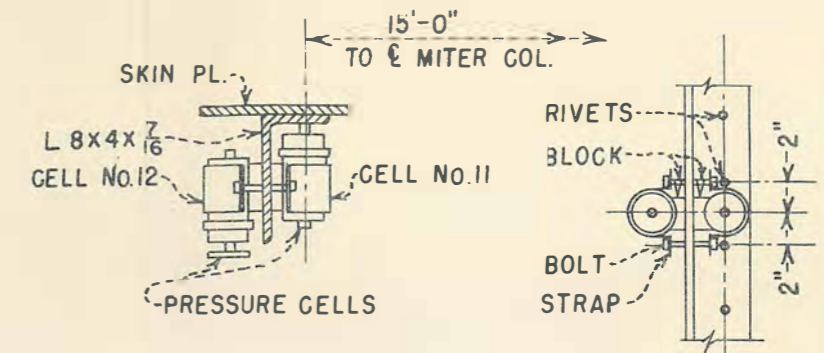 15'-0"
TO ℄ MITER COL.
SKIN PL.
L 8X4X 7/16
CELL NO.12
CELL NO.11
PRESSURE CELLS
RIVETS
BLOCK
2"
2"
BOLT
STRAP